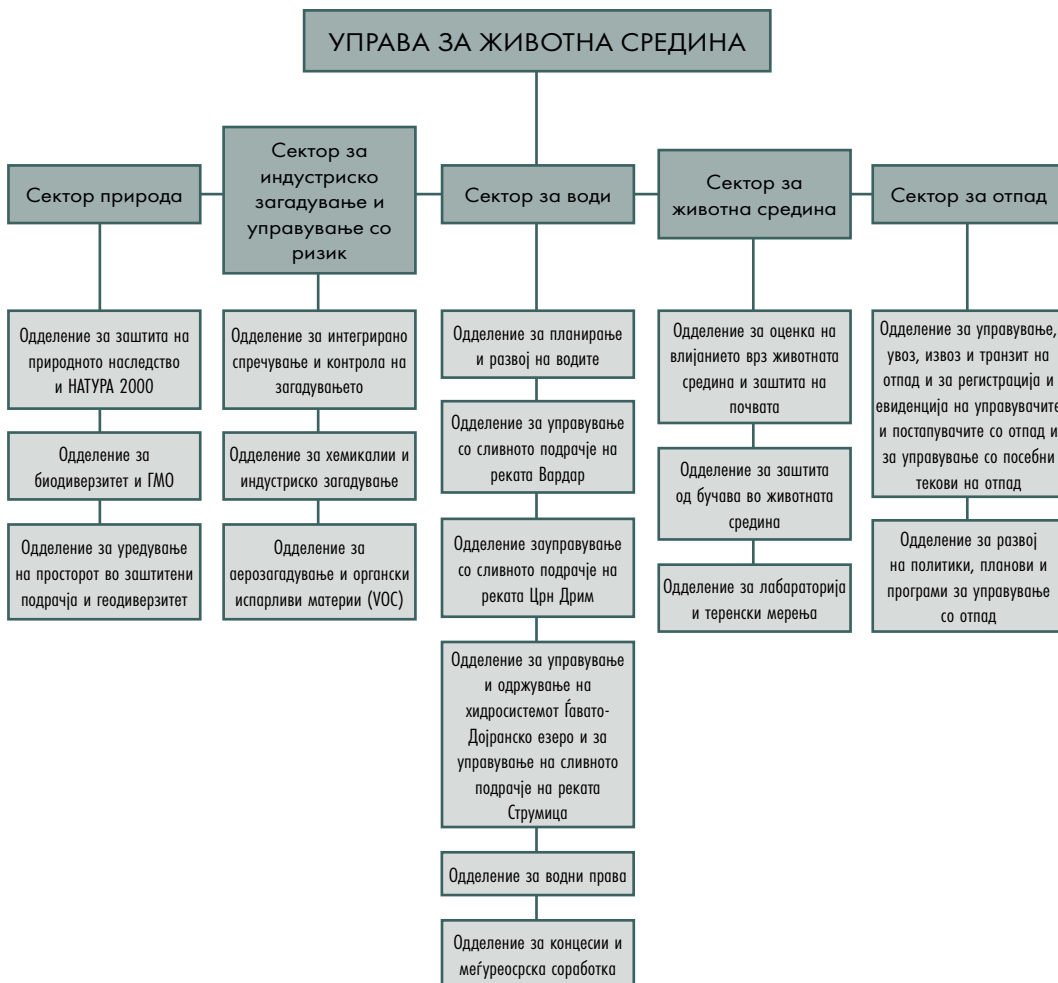 УПРАВА ЗА ЖИВОТНА СРЕДИНА
Сектор природа
Сектор за
индустриско
загадување и
управување со
ризик
Сектор за води
Сектор за
животна средина
Сектор за отпад
Одделение за заштита на
природното наследство
и НАТУРА 2000
Одделение за
биодиверзитет и ГМО
Одделение за уредување
на просторот во заштитени
подрачја и геодиверзитет
Одделение за интегрирано
спречување и контрола на
загадувањето
Одделение за хемикалии и
индустриско загадување
Одделение за
аерозагадување и органски
испарливи материи (VOC)
Одделение за планирање
и развој на водите
Одделение за управување
со сливното подрачје на
реката Вардар
Одделение зауправување
со сливното подрачје на
реката Црн Дрим
Одделение за управување
и одржување на
хидросистемот Ѓавато-
Дојранско езеро и за
управување на сливното
подрачје на реката
Струмица
Одделение за водни права
Одделение за концесии и
меѓуреосрска соработка
Одделение за оценка на
влијанието врз животната
средина и заштита на
почвата
Одделение за заштита
од бучава во животната
средина
Одделение за лабараторија
и теренски мерења
Одделение за управување,
увоз, извоз и транзит на
отпад и за регистрација и
евиденција на управувачите
и постапувачите со отпад и
за управување со посебни
текови на отпад
Одделение за развој
на политики, планови и
програми за управување
со отпад